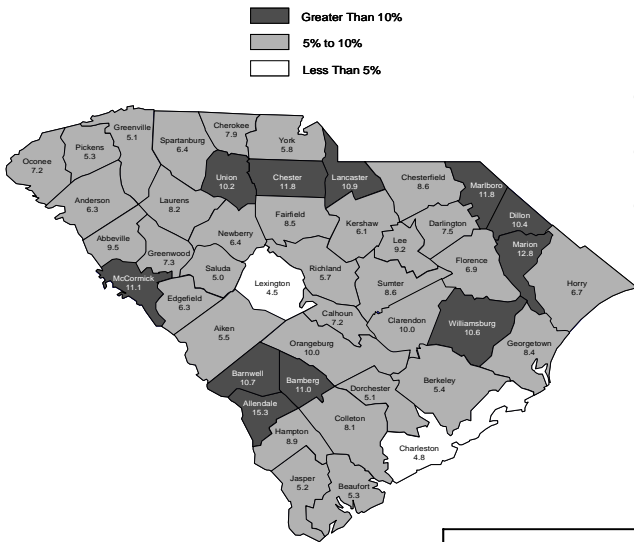 Greater Than 10%
5% to 10%
Less Than 5%
Cherokee
7.9
Greenville
5.1
York
5.8
Spartanburg
6.4
Pickens
5.3
Oconee
7.2
Union
10.2
Chester
11.8
Lancaster
10.9
Chesterfield
8.6
Marlboro
11.8
Anderson
6.3
Laurens
8.2
Fairfield
8.5
Dillon
10.4
Kershaw
6.1
Darlington
7.5
Newberry
6.4
Abbeville
9.5
Lee
9.2
Marion
12.8
Greenwood
7.3
Florence
6.9
Saluda
5.0
Richland
5.7
McCormick
11.1
Lexington
4.5
Sumter
8.6
Horry
6.7
Edgefield
6.3
Calhoun
7.2
Clarendon
10.0
Williamsburg
10.6
Aiken
5.5
Orangeburg
10.0
Georgetown
8.4
Barnwell
10.7
Bamberg
11.0
Dorchester
5.1
Berkeley
5.4
Allendale
15.3
Colleton
8.1
Hampton
8.9
Charleston
4.8
Jasper
5.2
Beaufort
5.3